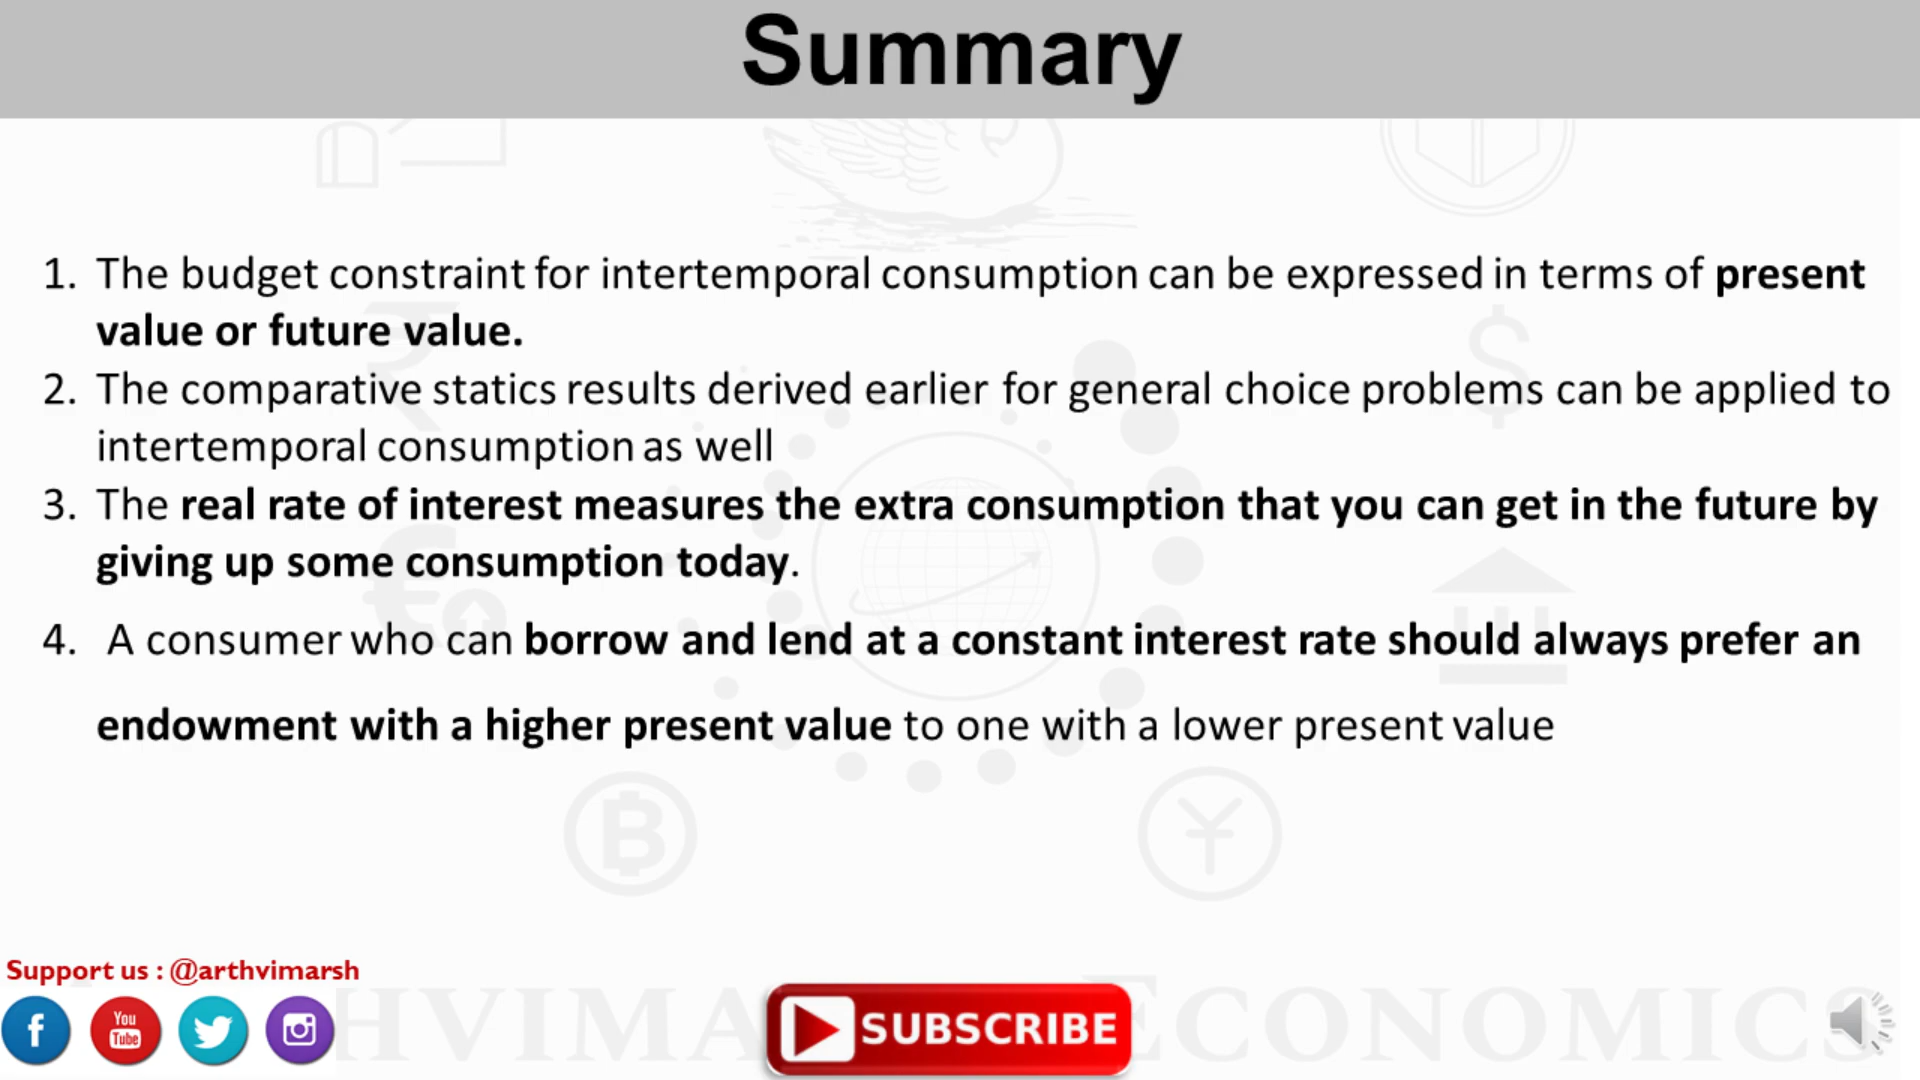 Summary
1. The budget constraint for intertemporal consumption can be expressed in terms of present
value or future value.
2. The comparative statics results derived earlier for general choice problems can be applied to
intertemporal consumption as well
3. The real rate of interest measures the extra consumption that you can get in the future by
giving up some consumption today.
4. A consumer who can borrow and lend at a constant interest rate should always prefer an
endowment with a higher present value to one with a lower present value
Support us : @arthvimarsh
You
Tube
SUBSCRIBE
ECONOMICS